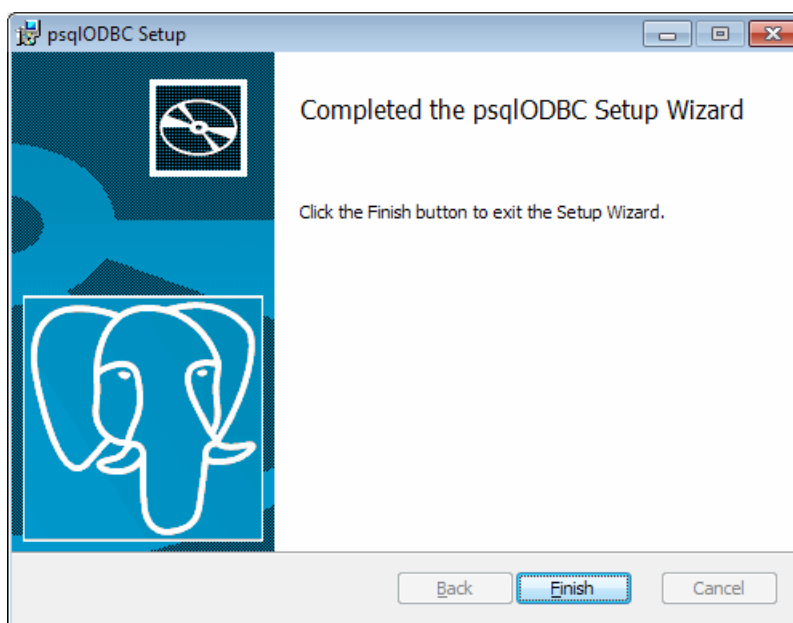 psqlODBC Setup
Completed the psqlODBC Setup Wizard
Click the Finish button to exit the Setup Wizard.
Back
Finish
Cancel